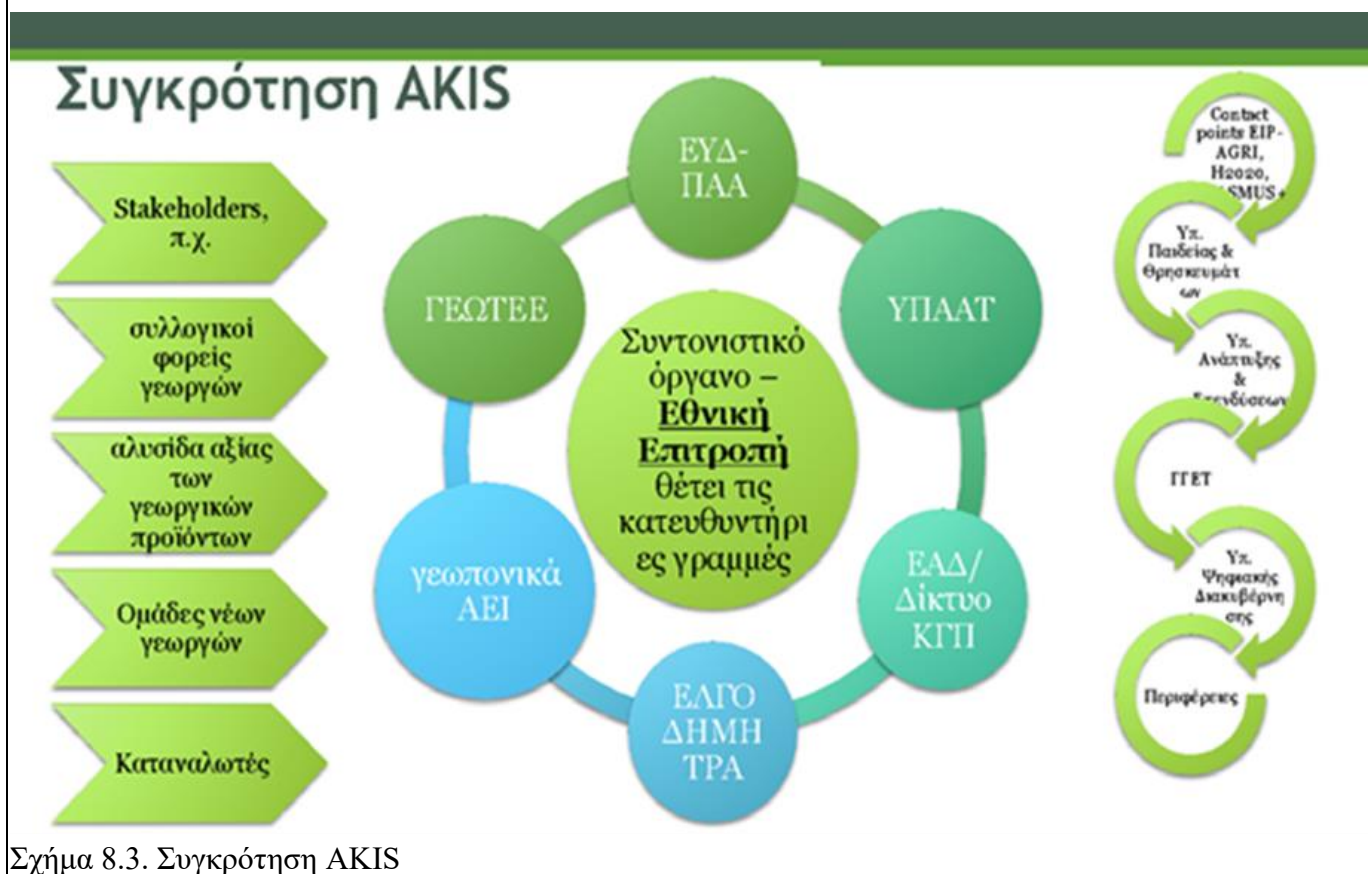 Συγκρότηση AKIS
Stakeholders,
π.χ.
συλλογικοί
φορείς
γεωργών
αλυσίδα αξίας
των
γεωργικών
προϊόντων
Ομάδες νέων
γεωργών
Καταναλωτές
ΕΥΔ-
ΠΑΑ
ΥΠΑΑΤ
ΕΑΔ/
Δίκτυο
ΚΓΠ
ΕΛΓΟ
ΔΗΜΗ
ΤΡΑ
γεωπονικά
ΑΕΙ
ΓΕΩΤΕΕ
Συντονιστικό
όργανο –
Εθνική
Επιτροπή
θέτει τις
κατευθυντήρι
ες γραμμές
Contact
points EIP-
AGRI,
H2020,
SMUS+
Υπ.
Παιδείας &
Θρησκευμάτ
ων
Υπ.
Ανάπτυξης
&
ΓΓΕΤ
Υπ.
Ψηφιακής
Διακυβέρνη
σης
Περιφέρειες
Σχήμα 8.3. Συγκρότηση AKIS